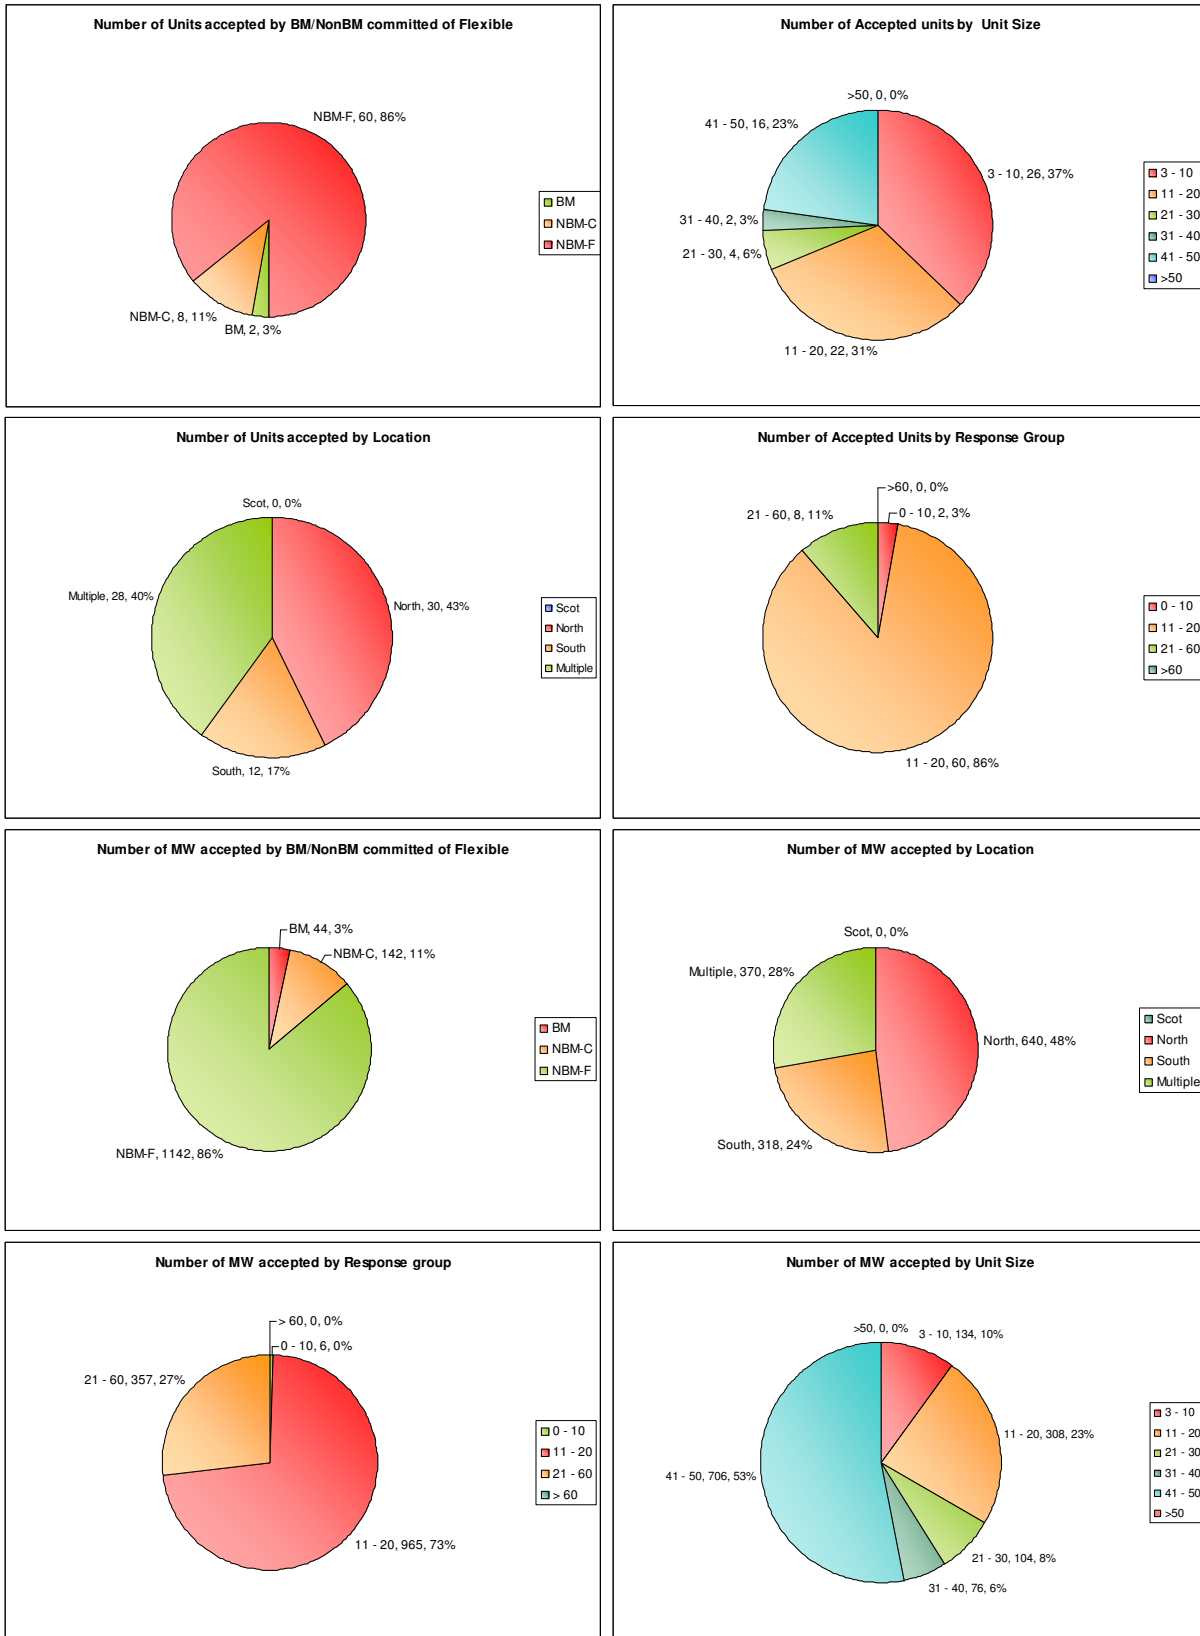 Number of Units accepted by BM/NonBM committed of Flexible
NBM-F, 60, 86%
NBM-C, 8, 11%
BM, 2, 3%
BM
NBM-C
NBM-F
Number of Accepted units by Unit Size
>50, 0, 0%
41 - 50, 16, 23%
3 - 10, 26, 37%
31 - 40, 2, 3%
21 - 30, 4, 6%
11 - 20, 22, 31%
3 - 10
11 - 20
21 - 30
31 - 40
41 - 50
>50
Number of Units accepted by Location
Scot, 0, 0%
Multiple, 28, 40%
North, 30, 43%
South, 12, 17%
Scot
North
South
Multiple
Number of Accepted Units by Response Group
>60, 0, 0%
0 - 10, 2, 3%
21 - 60, 8, 11%
11 - 20, 60, 86%
0 - 10
11 - 20
21 - 60
>60
Number of MW accepted by BM/NonBM committed of Flexible
BM, 44, 3%
NBM-C, 142, 11%
NBM-F, 1142, 86%
BM
NBM-C
NBM-F
Number of MW accepted by Location
Scot, 0, 0%
Multiple, 370, 28%
North, 640, 48%
South, 318, 24%
Scot
North
South
Multiple
Number of MW accepted by Response group
> 60, 0, 0%
0 - 10, 6, 0%
21 - 60, 357, 27%
11 - 20, 965, 73%
0 - 10
11 - 20
21 - 60
> 60
Number of MW accepted by Unit Size
>50, 0, 0%
3 - 10, 134, 10%
11 - 20, 308, 23%
41 - 50, 706, 53%
21 - 30, 104, 8%
31 - 40, 76, 6%
3 - 10
11 - 20
21 - 30
31 - 40
41 - 50
>50